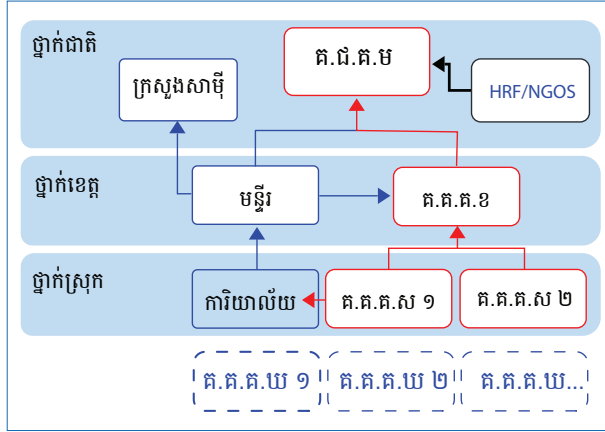 ថ្នាក់ជាតិ
គ.ជ.គ.ម
ក្រសួងសាម៉ី
HRF/NGOS
ថ្នាក់ខេត្ត
មន្ទីរ
គ.គ.គ.ខ
ថ្នាក់ស្រុក
ការិយាល័យ
គ.គ.គ.ស ១
គ.គ.គ.ស ២
គ.គ.គ.ឃ ១
គ.គ.គ.ឃ ២
គ.គ.គ.ឃ...